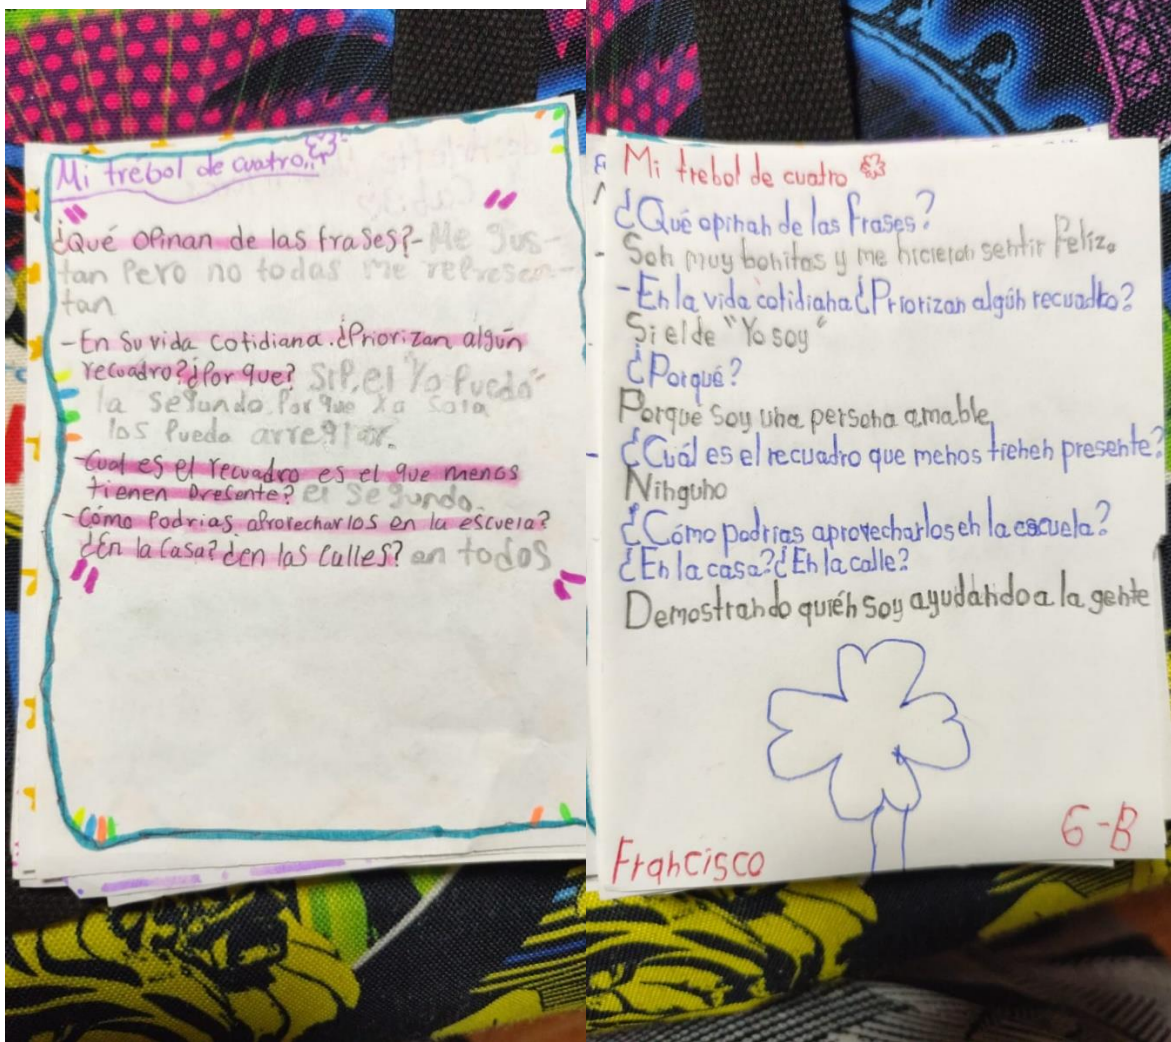 Mi trébol de cuatro..
¿Qué opinan de las frases?- Me gus-
tan pero no todas me represen-
tan
-En su vida cotidiana. ¿Priorizan algún
recuadro? ¿Por que? SIP, el "Yo Puedo"
la segundo Porque
los Puedo arreglar.
-Cual es el recuadro es el que menos
tienen presente? el segundo.
-Cómo Podrias aprovecharlos en la escuela?
¿En la Casa? ¿en las Calles? en todos
Mi trebol de cuatro
¿Qué opinan de las frases?
Son muy bonitas y me hicieron sentir Feliz.
-En la vida cotidiana ¿Priorizan algún recuadro?
Si el de "Yo soy"
¿Porqué?
Porque soy una persona amable
¿Cuál es el recuadro que menos tienen presente?
Ninguno
¿Cómo podrias aprovecharlos en la escuela?
¿En la casa? ¿En la calle?
Demostrando quién soy ayudándo a la gente
Francisco
6-B